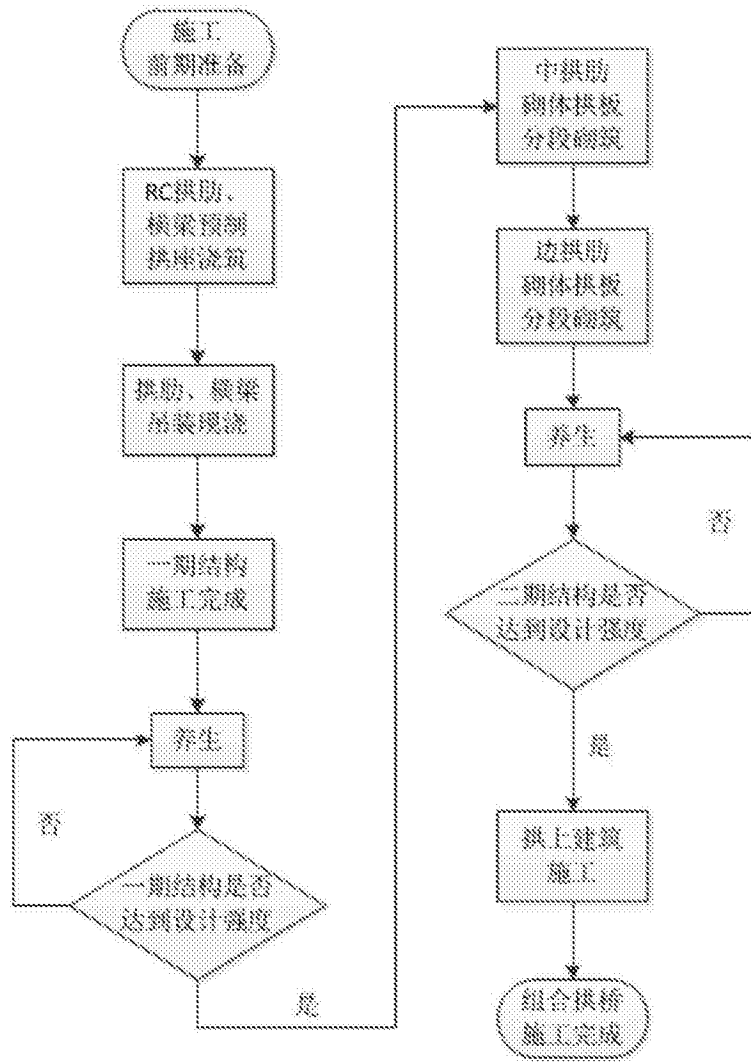 施工
前期准备
RC拱肋、
横梁预制
拱座浇筑
拱肋、横梁
吊装现浇
一期结构
施工完成
养生
否
一期结构是否
达到设计强度
是
中拱肋
砌体拱板
分段砌筑
边拱肋
砌体拱板
分段砌筑
养生
否
二期结构是否
达到设计强度
是
拱上建筑
施工
组合拱桥
施工完成